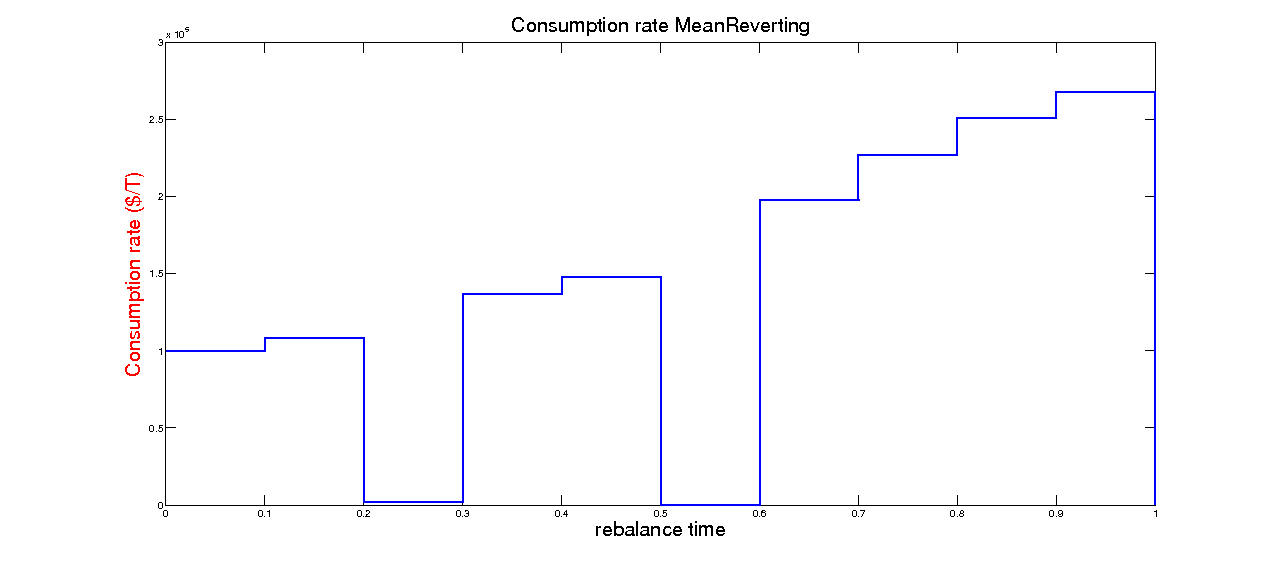 Consumption rate MeanReverting
x 10^5
3
2.5
2
1.5
1
0.5
0
Consumption rate ($/T)
0 0.1 0.2 0.3 0.4 0.5 0.6 0.7 0.8 0.9 1
rebalance time